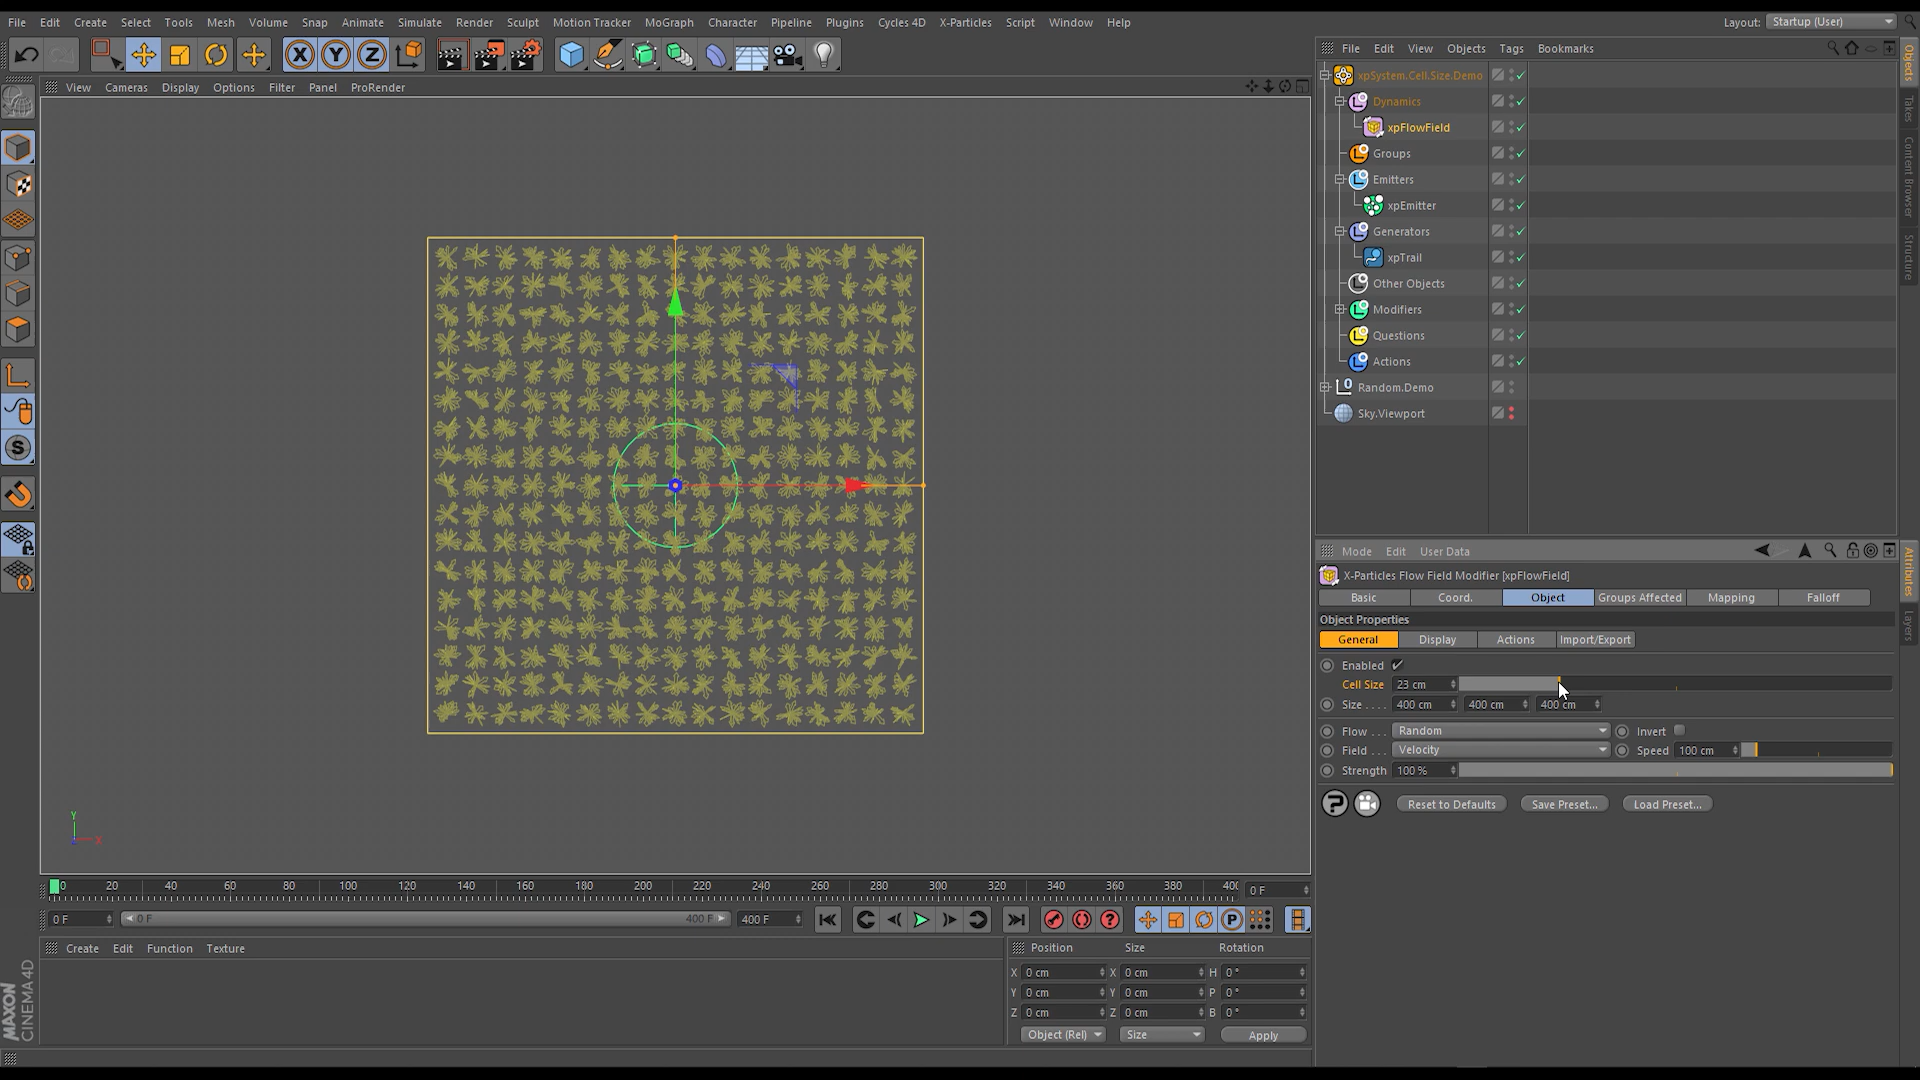 File Edit Create Select Tools Mesh Volume Snap Animate Simulate Render Sculpt Motion Tracker MoGraph Character Pipeline Plugins Cycles 4D X-Particles Script Window Help Layout: Startup (User)
X Y Z
File Edit View Objects Tags Bookmarks
View Cameras Display Options Filter Panel ProRender
xpSystem.Cell.Size.Demo
Dynamics
xpFlowField
Groups
Emitters
xpEmitter
Generators
xpTrail
Other Objects
Modifiers
Questions
Actions
Random.Demo
Sky.Viewport
Objects
Takes
Content Browser
Structure
Mode Edit User Data
X-Particles Flow Field Modifier [xpFlowField]
Basic Coord. Object Groups Affected Mapping Falloff
Object Properties
General Display Actions Import/Export
Enabled
Cell Size 23 cm
Size . . . . 400 cm 400 cm 400 cm
Flow . . . Random Invert
Field . . . Velocity Speed 100 cm
Strength 100 %
Reset to Defaults Save Preset... Load Preset...
Attributes
Layers
Y
X
0 20 40 60 80 100 120 140 160 180 200 220 240 260 280 300 320 340 360 380 400 0 F
0 F 0 F 400 F 400 F
Create Edit Function Texture
Position Size Rotation
X 0 cm X 0 cm H 0 °
Y 0 cm Y 0 cm P 0 °
Z 0 cm Z 0 cm B 0 °
Object (Rel) Size Apply
MAXON
CINEMA 4D